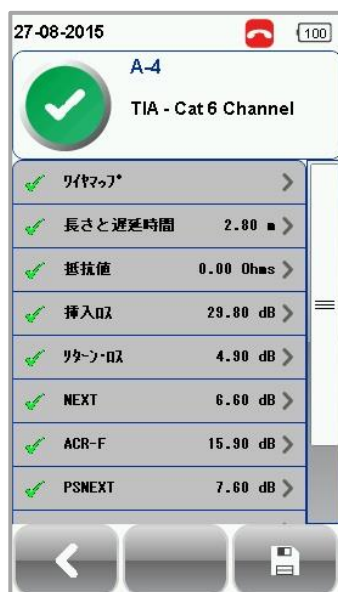 27-08-2015 100
A-4
TIA - Cat 6 Channel
ﾜｲﾔﾏｯﾌﾟ
長さと遅延時間 2.80 m
抵抗値 0.00 Ohms
挿入ﾛｽ 29.80 dB
ﾘﾀｰﾝ･ﾛｽ 4.90 dB
NEXT 6.60 dB
ACR-F 15.90 dB
PSNEXT 7.60 dB